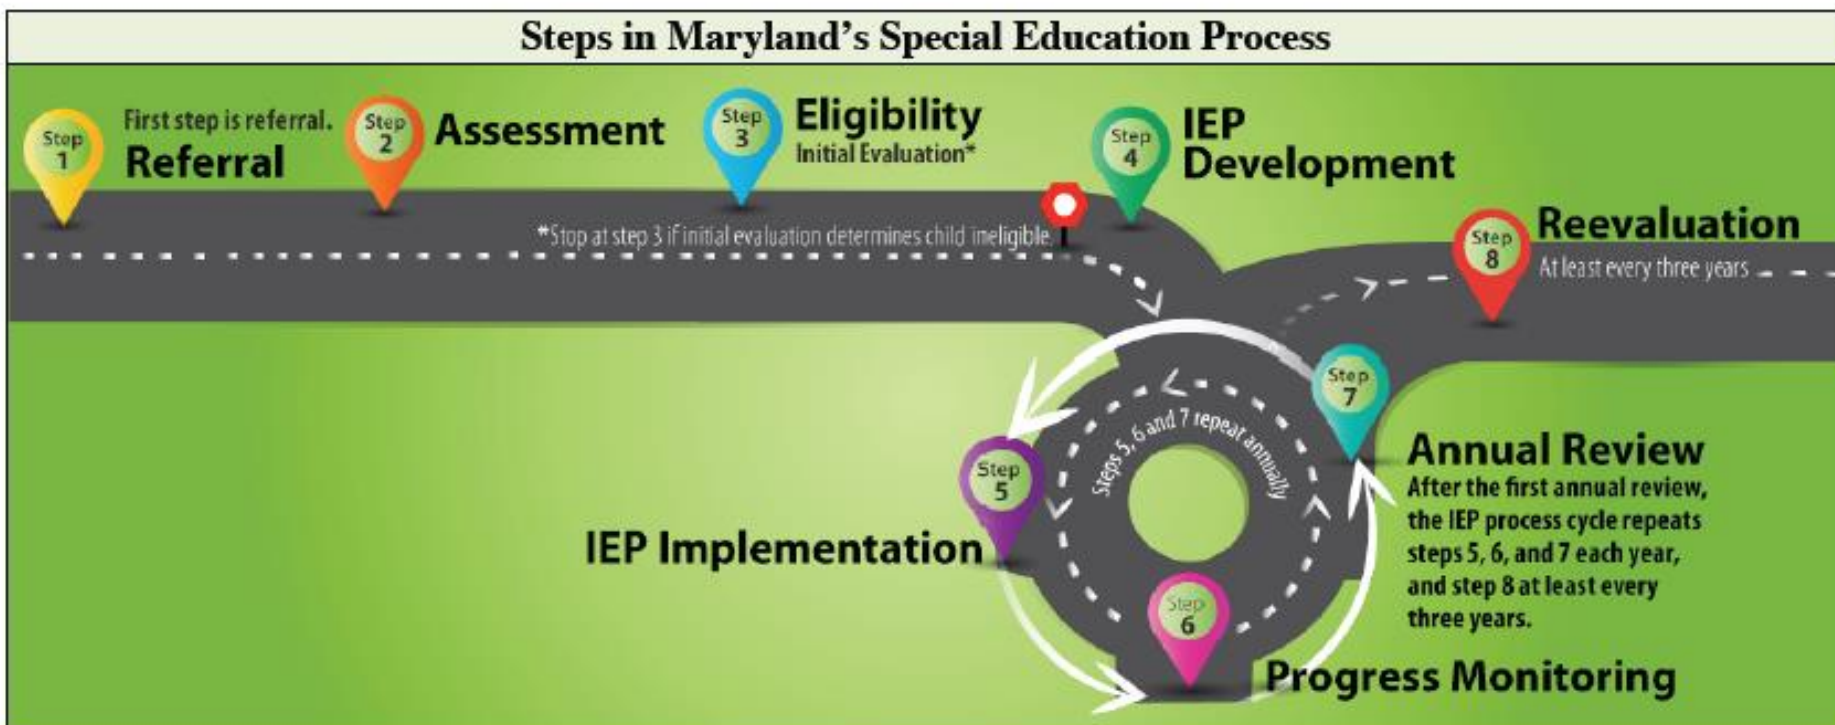 Steps in Maryland's Special Education Process
Step
1
First step is referral.
Referral
Step
2
Assessment
Step
3
Eligibility
Initial Evaluation*
Step
4
IEP
Development
*Stop at step 3 if initial evaluation determines child ineligible.
Step
8
Reevaluation
At least every three years
Step
7
Annual Review
After the first annual review,
the IEP process cycle repeats
steps 5, 6, and 7 each year,
and step 8 at least every
three years.
Steps 5, 6 and 7 repeat annually
Step
5
IEP Implementation
Step
6
Progress Monitoring